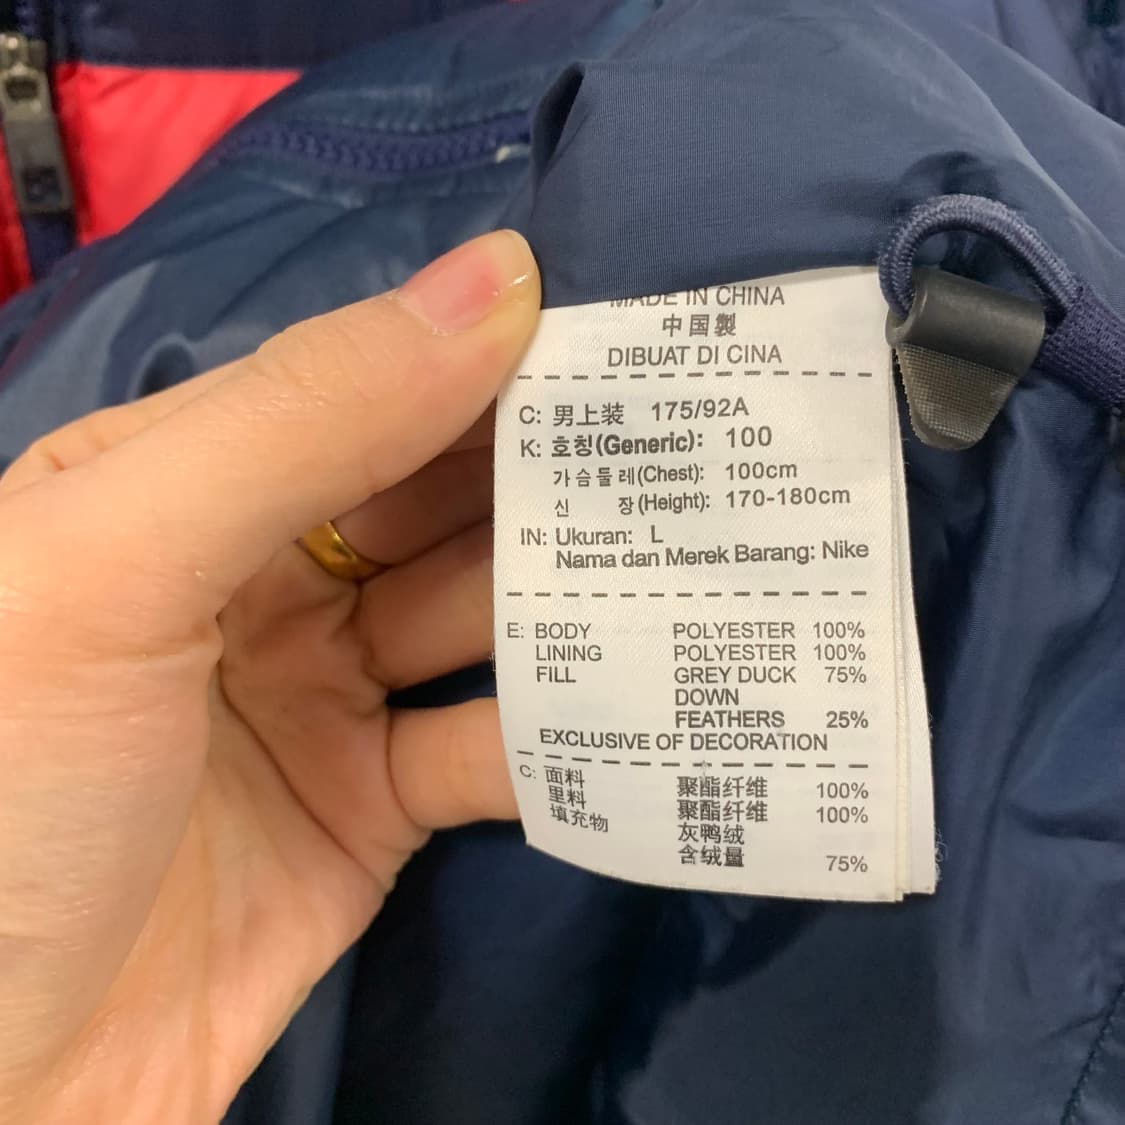 MADE IN CHINA
中国製
DIBUAT DI CINA
C: 男上装 175/92A
K: 호칭(Generic): 100
가슴둘레(Chest): 100cm
신 장(Height): 170-180cm
IN: Ukuran: L
Nama dan Merek Barang: Nike
E: BODY POLYESTER 100%
LINING POLYESTER 100%
FILL GREY DUCK 75%
DOWN
FEATHERS 25%
EXCLUSIVE OF DECORATION
C: 面料 聚酯纤维 100%
里料 聚酯纤维 100%
填充物 灰鸭绒
含绒量 75%